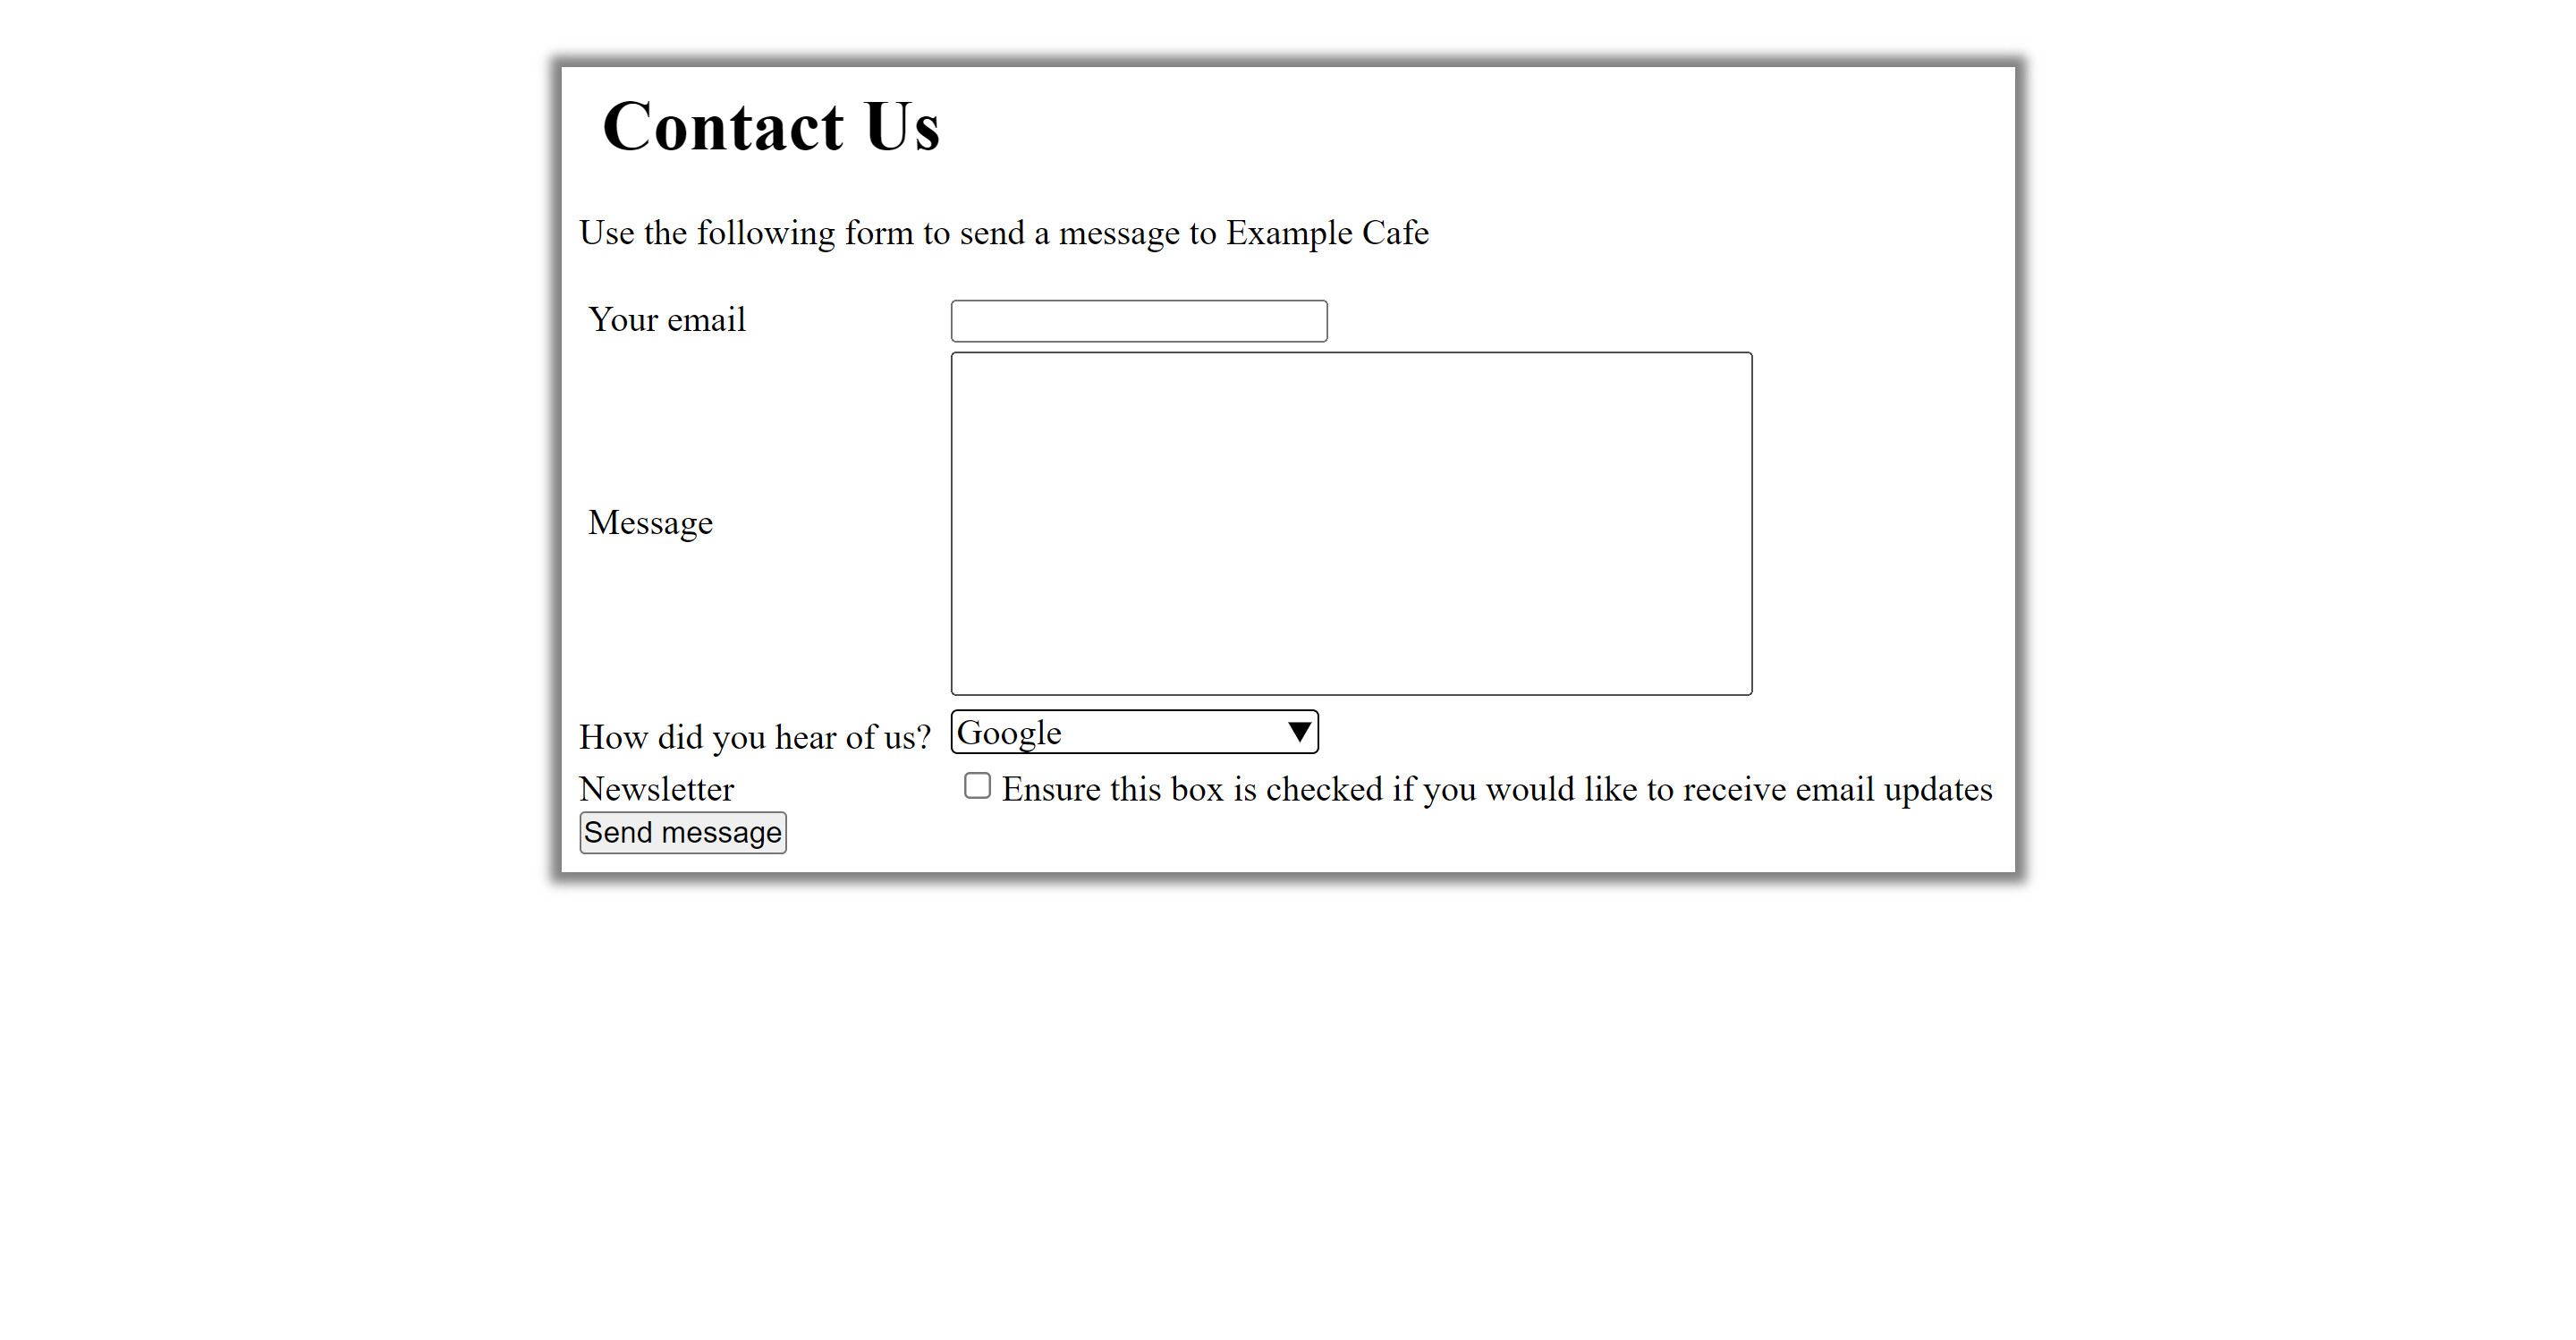 Contact Us
Use the following form to send a message to Example Cafe
Your email
Message
How did you hear of us? Google
Newsletter Ensure this box is checked if you would like to receive email updates
Send message